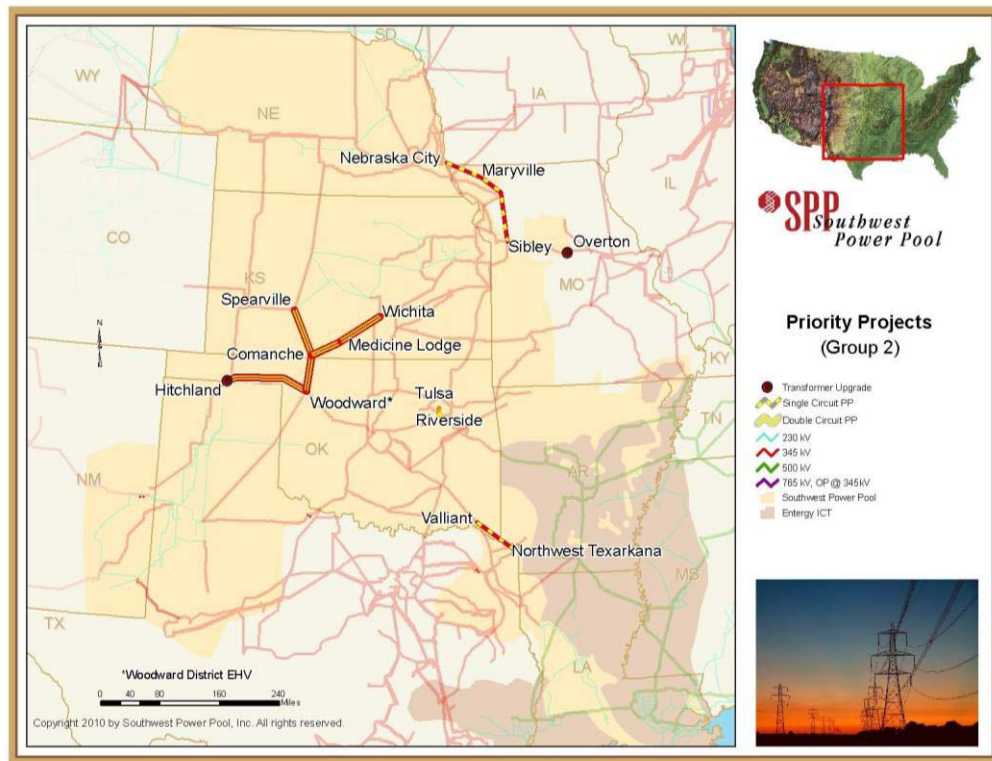 SD
WY
WI
IA
NE
Nebraska City
Maryville
IL
CO
Sibley
Overton
MO
KS
Spearville
Wichita
Medicine Lodge
Comanche
KY
Hitchland
Woodward*
Tulsa
Riverside
TN
OK
AR
NM
Valliant
Northwest Texarkana
MS
TX
LA
N
*Woodward District EHV
0 40 80 160 240
Miles
Copyright 2010 by Southwest Power Pool, Inc. All rights reserved.
SPP
Southwest
Power Pool
Priority Projects
(Group 2)
Transformer Upgrade
Single Circuit PP
Double Circuit PP
230 kV
345 kV
500 kV
765 kV, OP @ 345kV
Southwest Power Pool
Entergy ICT